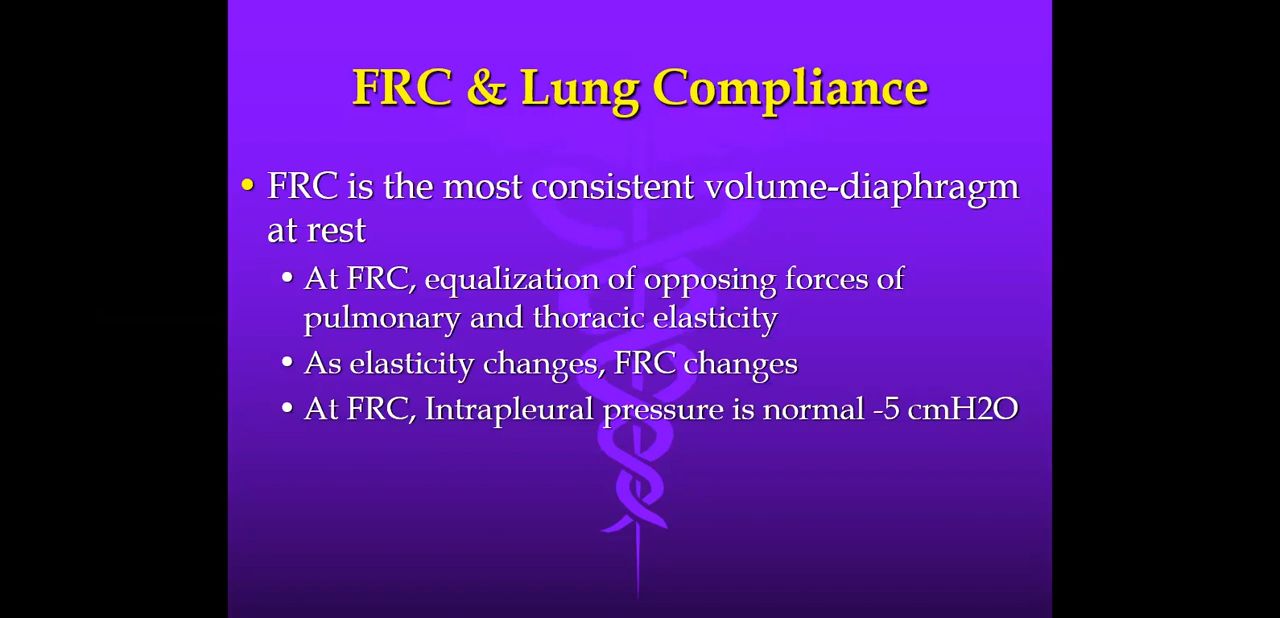 FRC & Lung Compliance
• FRC is the most consistent volume-diaphragm
at rest
• At FRC, equalization of opposing forces of
pulmonary and thoracic elasticity
• As elasticity changes, FRC changes
• At FRC, Intrapleural pressure is normal -5 cmH2O